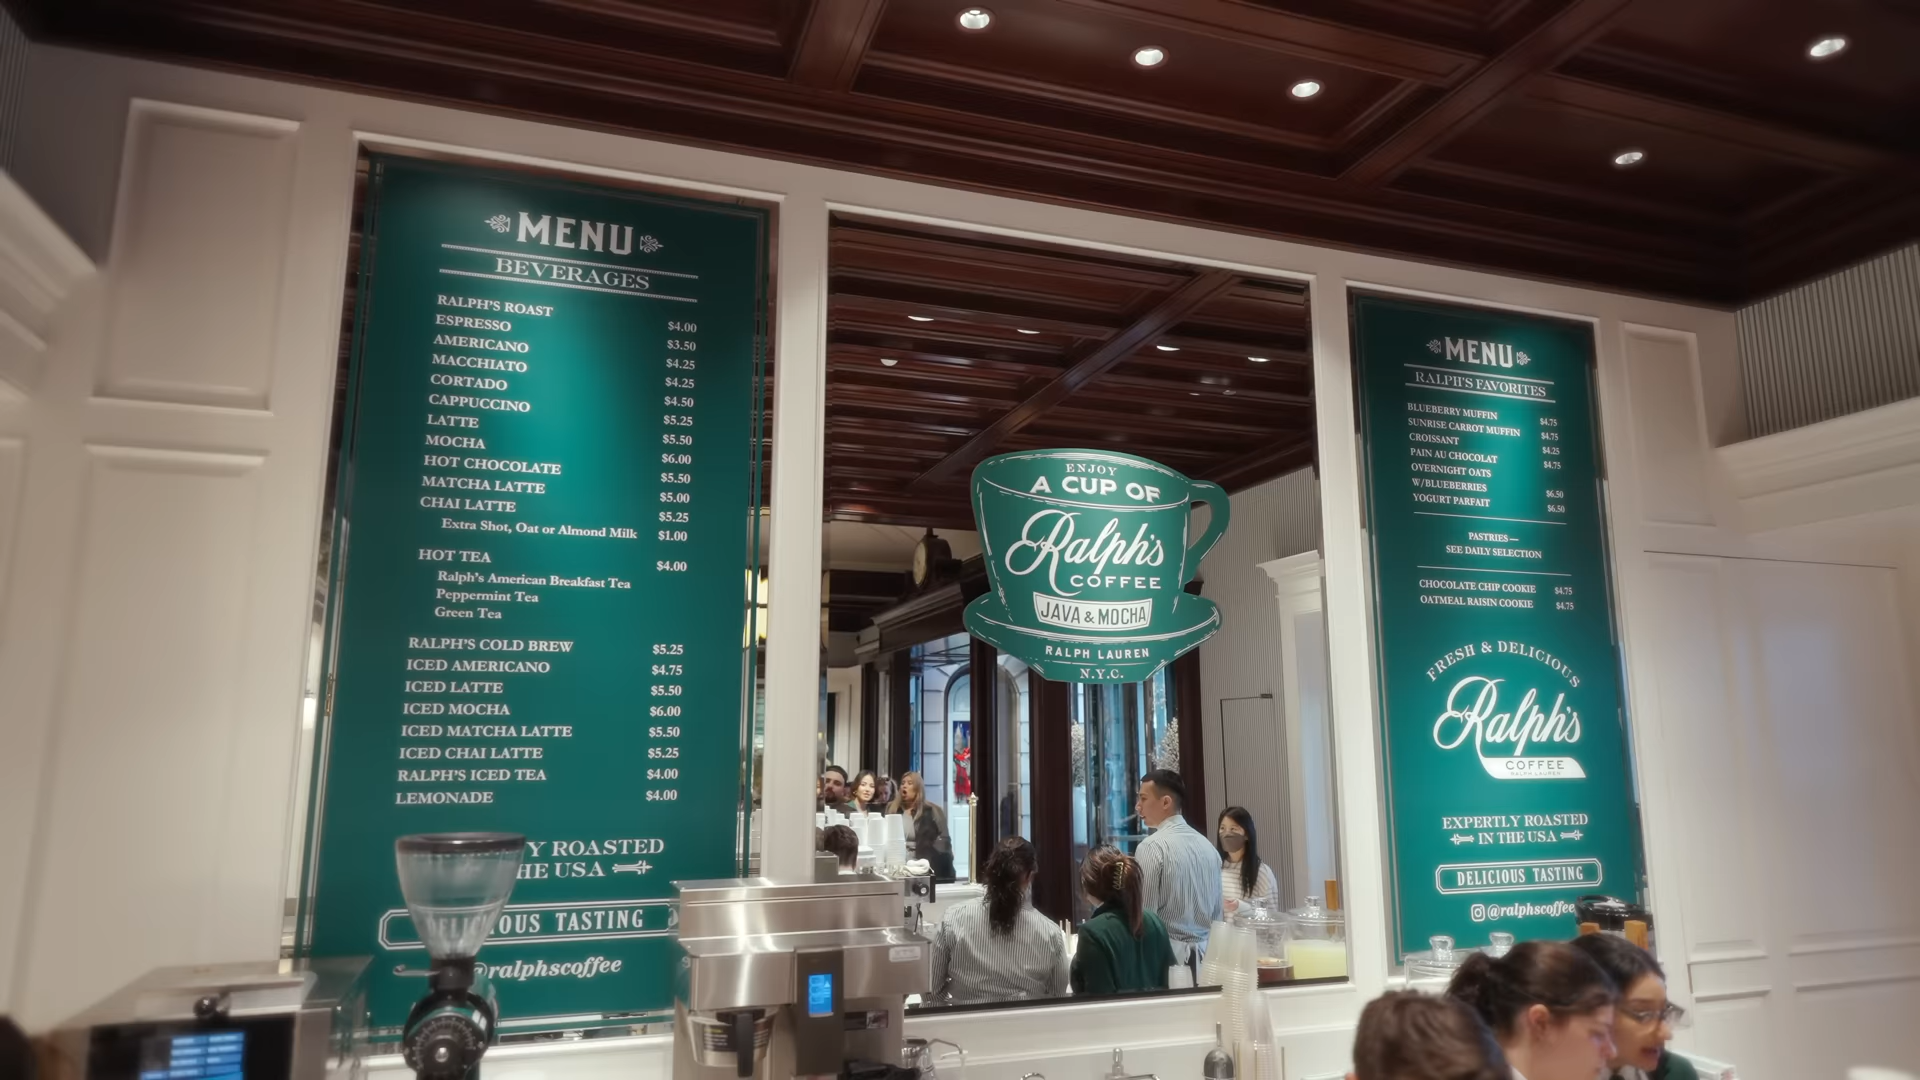 MENU
BEVERAGES
RALPH'S ROAST $4.00
ESPRESSO $3.50
AMERICANO $4.25
MACCHIATO $4.25
CORTADO $4.50
CAPPUCCINO $5.25
LATTE $5.50
MOCHA $6.00
HOT CHOCOLATE $5.50
MATCHA LATTE $5.00
CHAI LATTE $5.25
Extra Shot, Oat or Almond Milk $1.00
HOT TEA $4.00
Ralph's American Breakfast Tea
Peppermint Tea
Green Tea
RALPH'S COLD BREW $5.25
ICED AMERICANO $4.75
ICED LATTE $5.50
ICED MOCHA $6.00
ICED MATCHA LATTE $5.50
ICED CHAI LATTE $5.25
RALPH'S ICED TEA $4.00
LEMONADE $4.00
Y ROASTED
HE USA
DELICIOUS TASTING
@ralphscoffee
ENJOY
A CUP OF
Ralph's
COFFEE
JAVA & MOCHA
RALPH LAUREN
N.Y.C.
MENU
RALPH'S FAVORITES
BLUEBERRY MUFFIN $4.75
SUNRISE CARROT MUFFIN $4.75
CROISSANT $4.25
PAIN AU CHOCOLAT $4.75
OVERNIGHT OATS
W/BLUEBERRIES $6.50
YOGURT PARFAIT $6.50
PASTRIES—
SEE DAILY SELECTION
CHOCOLATE CHIP COOKIE $4.75
OATMEAL RAISIN COOKIE $4.75
FRESH & DELICIOUS
Ralph's
COFFEE
RALPH LAUREN
EXPERTLY ROASTED
IN THE USA
DELICIOUS TASTING
@ralphscoffee